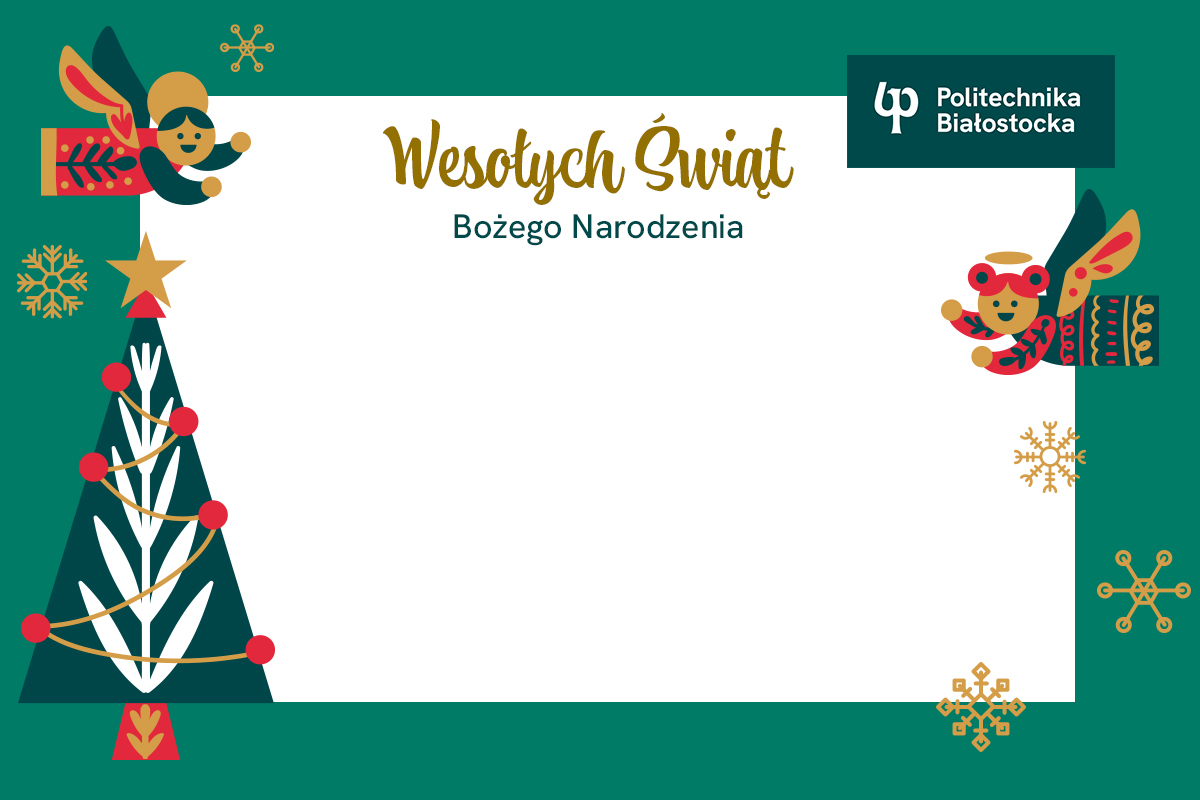 Politechnika
Białostocka
Wesołych Świąt
Bożego Narodzenia